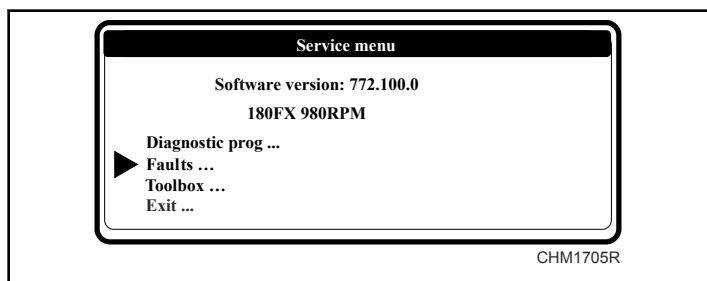 Service menu
Software version: 772.100.0
180FX 980RPM
Diagnostic prog ...
Faults …
Toolbox …
Exit ...
CHM1705R